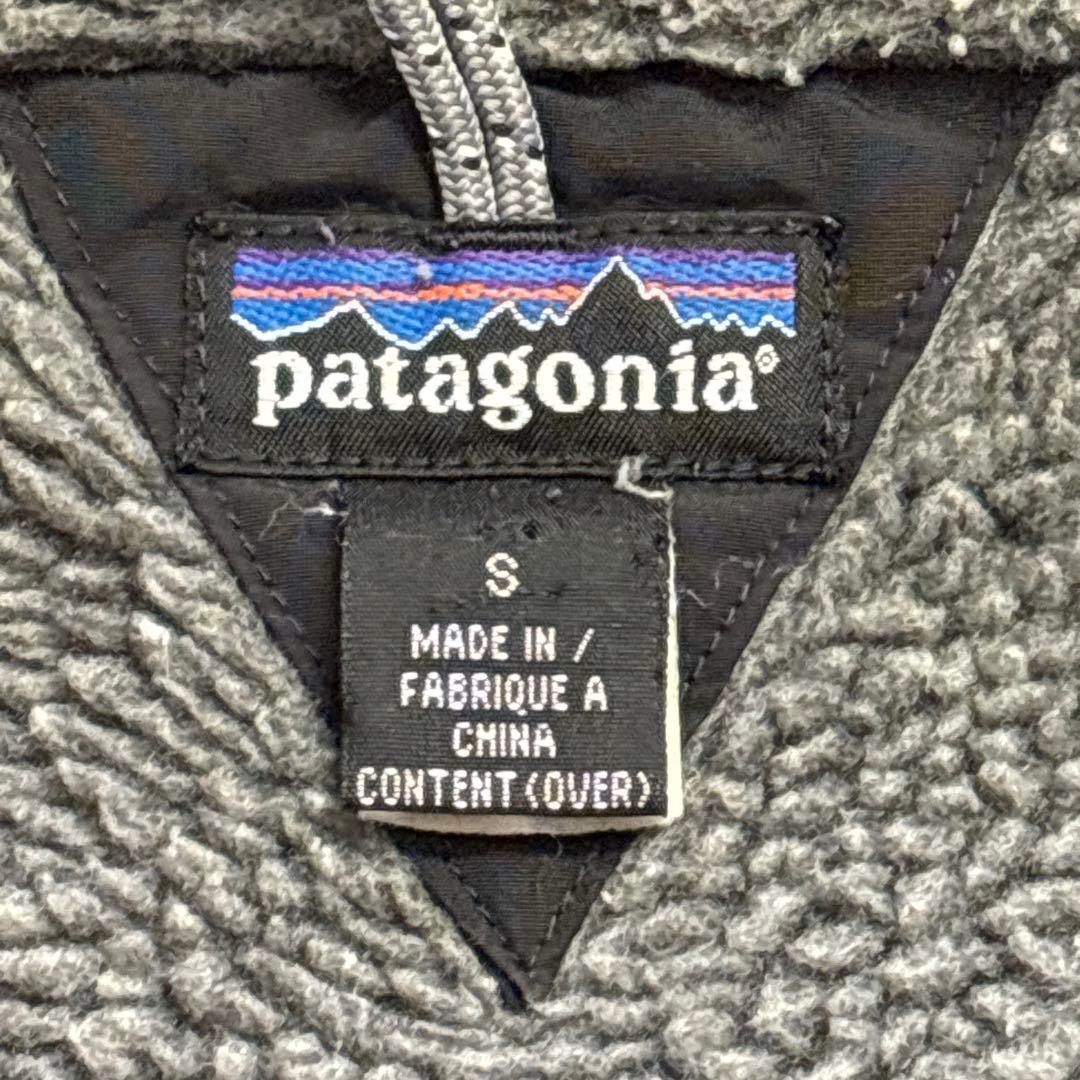 patagonia®
S
MADE IN /
FABRIQUE A
CHINA
CONTENT (OVER)